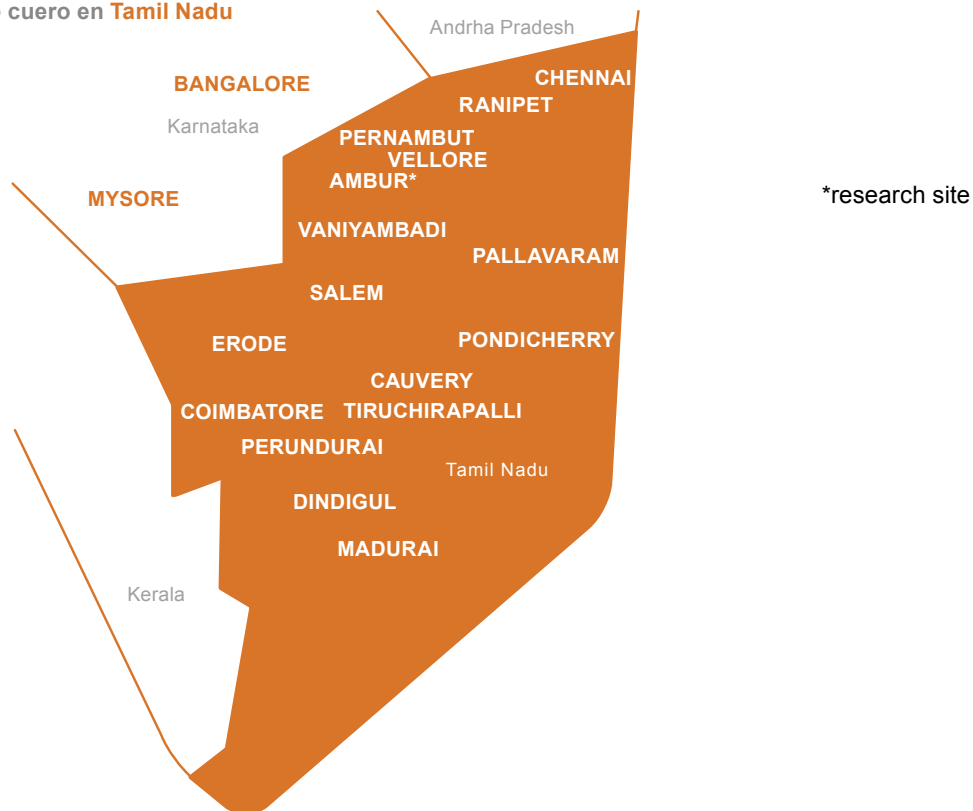 cuero en Tamil Nadu
Andrha Pradesh
CHENNAI
BANGALORE
RANIPET
Karnataka
PERNAMBUT
VELLORE
AMBUR*
MYSORE
*research site
VANIYAMBADI
PALLAVARAM
SALEM
ERODE
PONDICHERRY
CAUVERY
COIMBATORE
TIRUCHIRAPALLI
PERUNDURAI
Tamil Nadu
DINDIGUL
MADURAI
Kerala